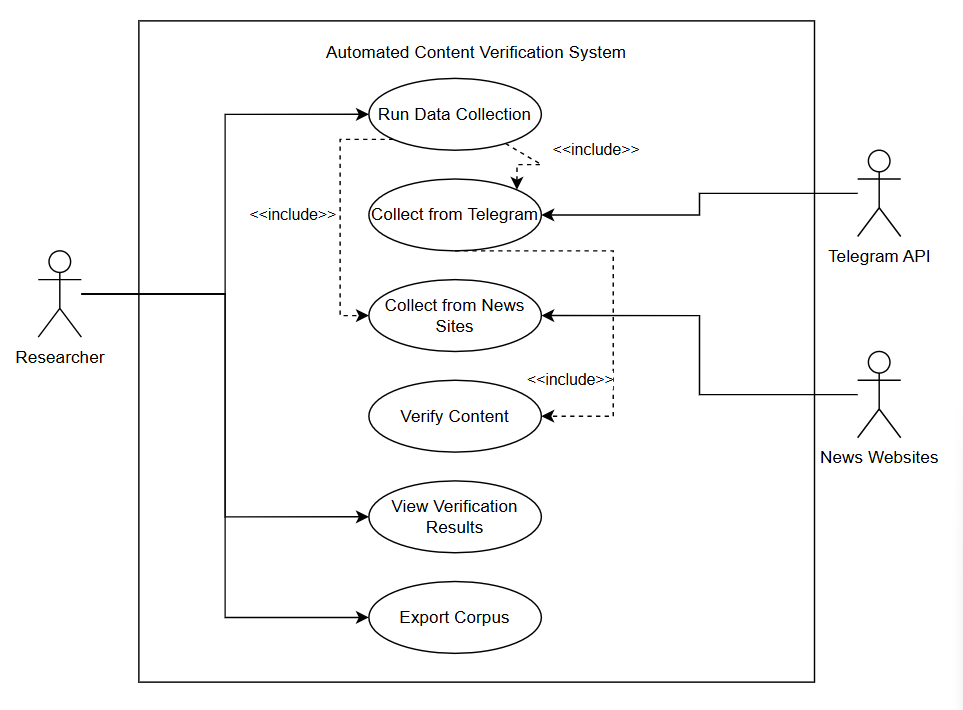 Automated Content Verification System
Run Data Collection
<<include>>
Collect from Telegram
<<include>>
Telegram API
Researcher
Collect from News
Sites
<<include>>
Verify Content
News Websites
View Verification
Results
Export Corpus